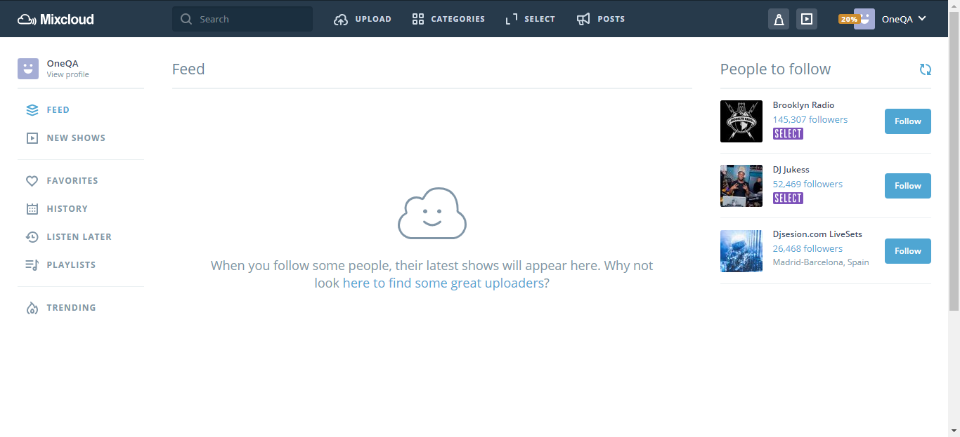 Mixcloud
Search
UPLOAD
CATEGORIES
SELECT
POSTS
20%
OneQA
OneQA
View profile
FEED
NEW SHOWS
FAVORITES
HISTORY
LISTEN LATER
PLAYLISTS
TRENDING
Feed
When you follow some people, their latest shows will appear here. Why not
look here to find some great uploaders?
People to follow
Brooklyn Radio
145,307 followers
SELECT
Follow
DJ Jukess
52,469 followers
SELECT
Follow
Djsesion.com LiveSets
26,468 followers
Madrid-Barcelona, Spain
Follow